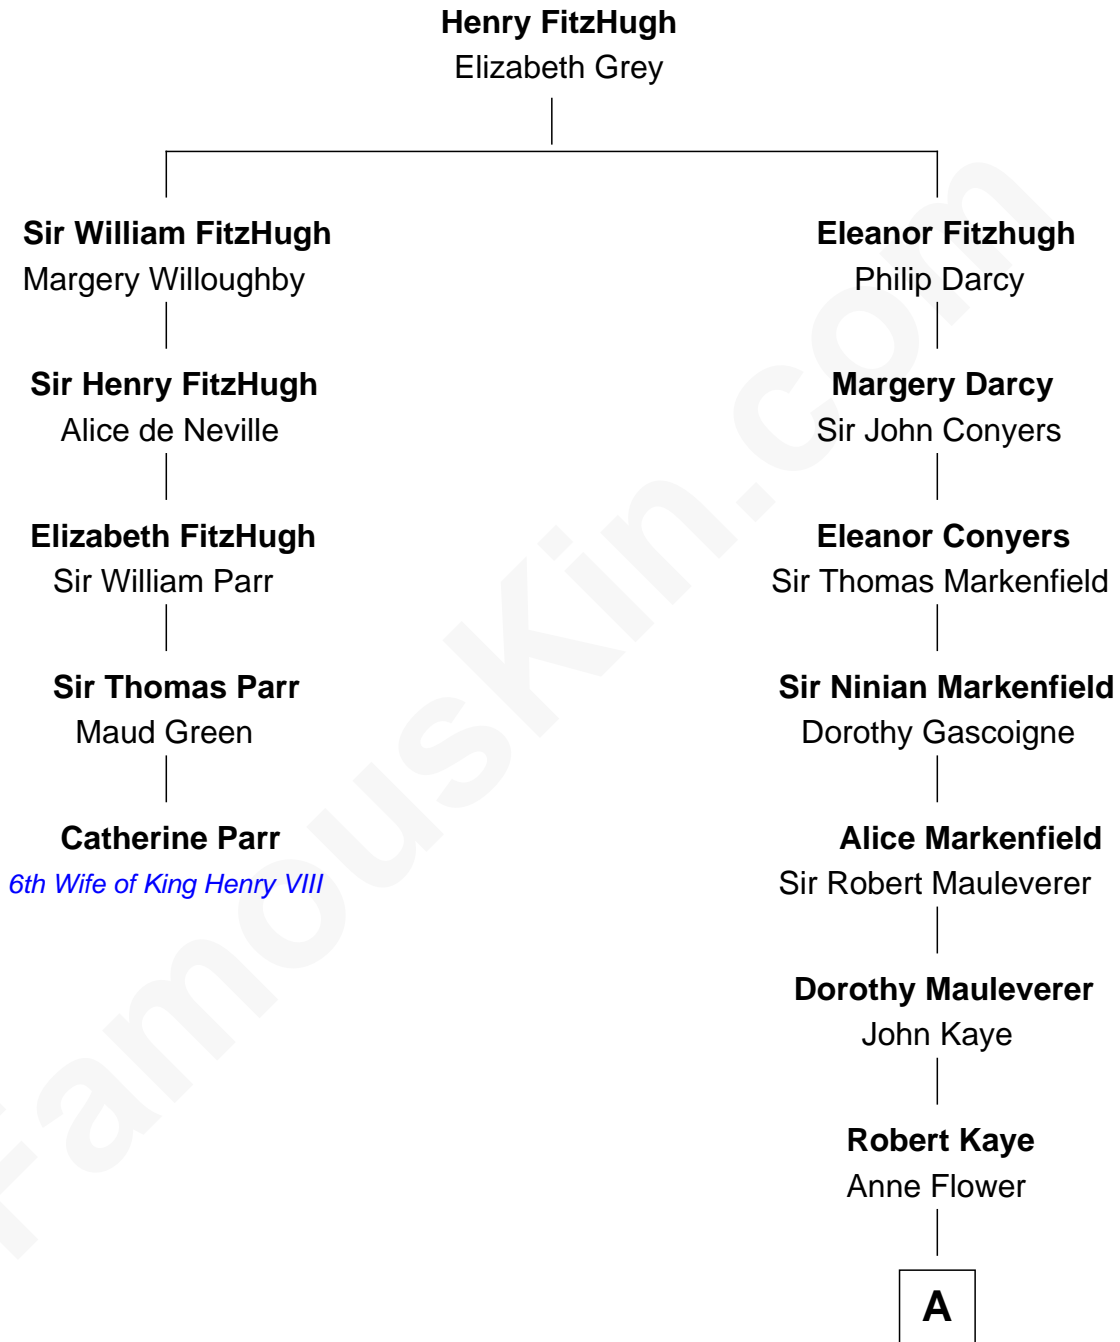 Henry FitzHugh
Elizabeth Grey
Sir William FitzHugh
Margery Willoughby
Sir Henry FitzHugh
Alice de Neville
Elizabeth FitzHugh
Sir William Parr
Sir Thomas Parr
Maud Green
Catherine Parr
6th Wife of King Henry VIII
Eleanor Fitzhugh
Philip Darcy
Margery Darcy
Sir John Conyers
Eleanor Conyers
Sir Thomas Markenfield
Sir Ninian Markenfield
Dorothy Gascoigne
Alice Markenfield
Sir Robert Mauleverer
Dorothy Mauleverer
John Kaye
Robert Kaye
Anne Flower
A
FamousKin.com